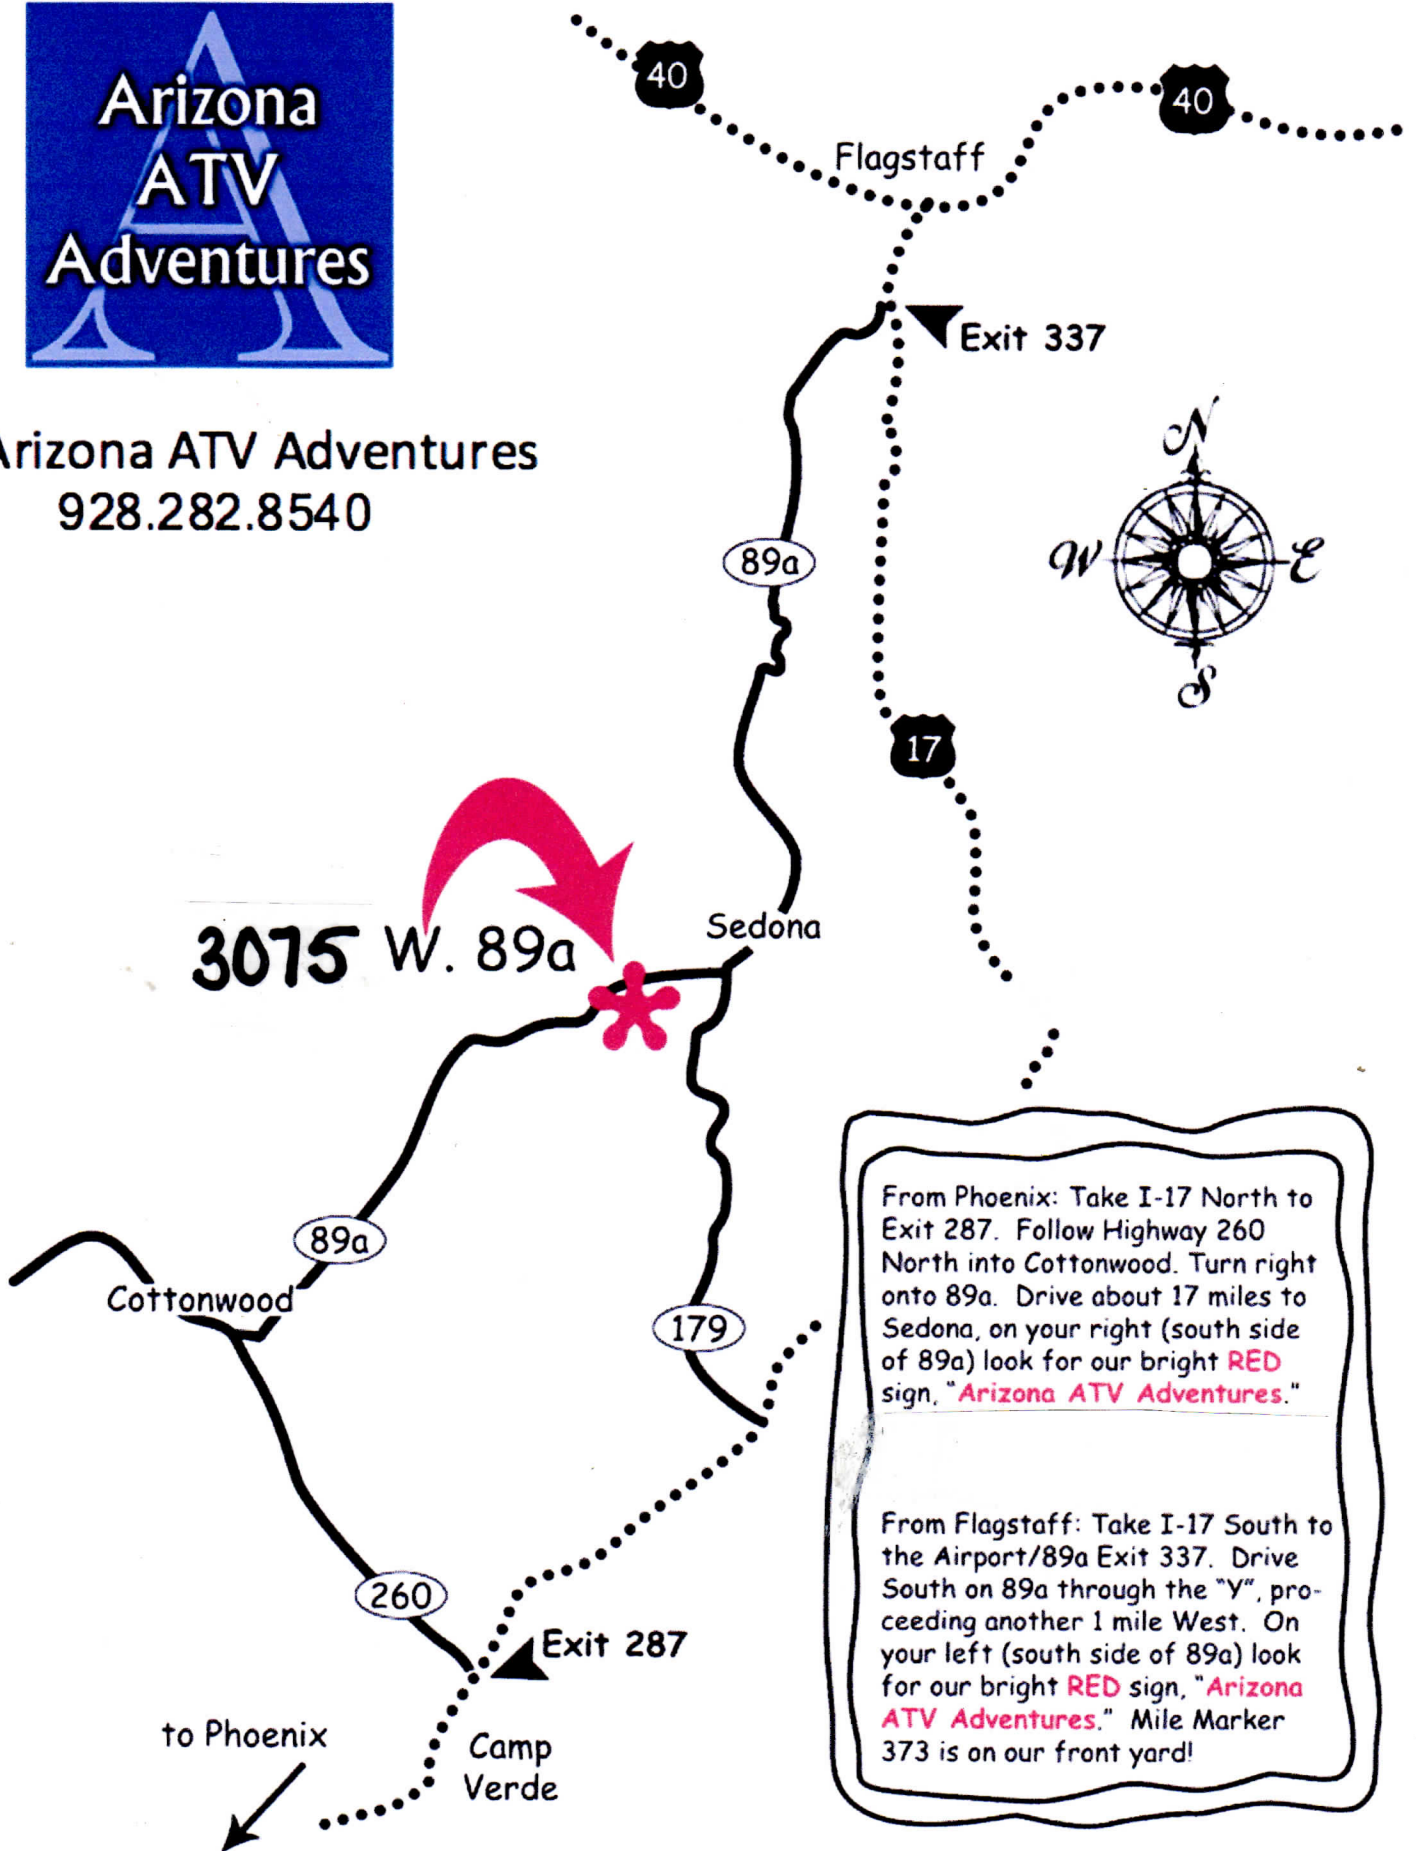 Arizona
ATV
Adventures
Arizona ATV Adventures
928.282.8540
40
40
Flagstaff
Exit 337
N
W
E
S
89a
17
Sedona
3075 W. 89a
89a
Cottonwood
179
260
Exit 287
to Phoenix
Camp
Verde
From Phoenix: Take I-17 North to
Exit 287. Follow Highway 260
North into Cottonwood. Turn right
onto 89a. Drive about 17 miles to
Sedona, on your right (south side
of 89a) look for our bright RED
sign, "Arizona ATV Adventures."
From Flagstaff: Take I-17 South to
the Airport/89a Exit 337. Drive
South on 89a through the "Y", pro-
ceeding another 1 mile West. On
your left (south side of 89a) look
for our bright RED sign, "Arizona
ATV Adventures." Mile Marker
373 is on our front yard!